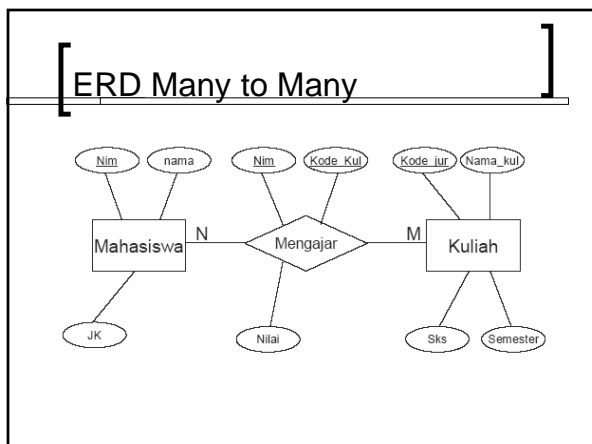 ERD Many to Many
Nim nama Nim Kode_Kul Kode_jur Nama_kul
Mahasiswa N Mengajar M Kuliah
JK Nilai Sks Semester